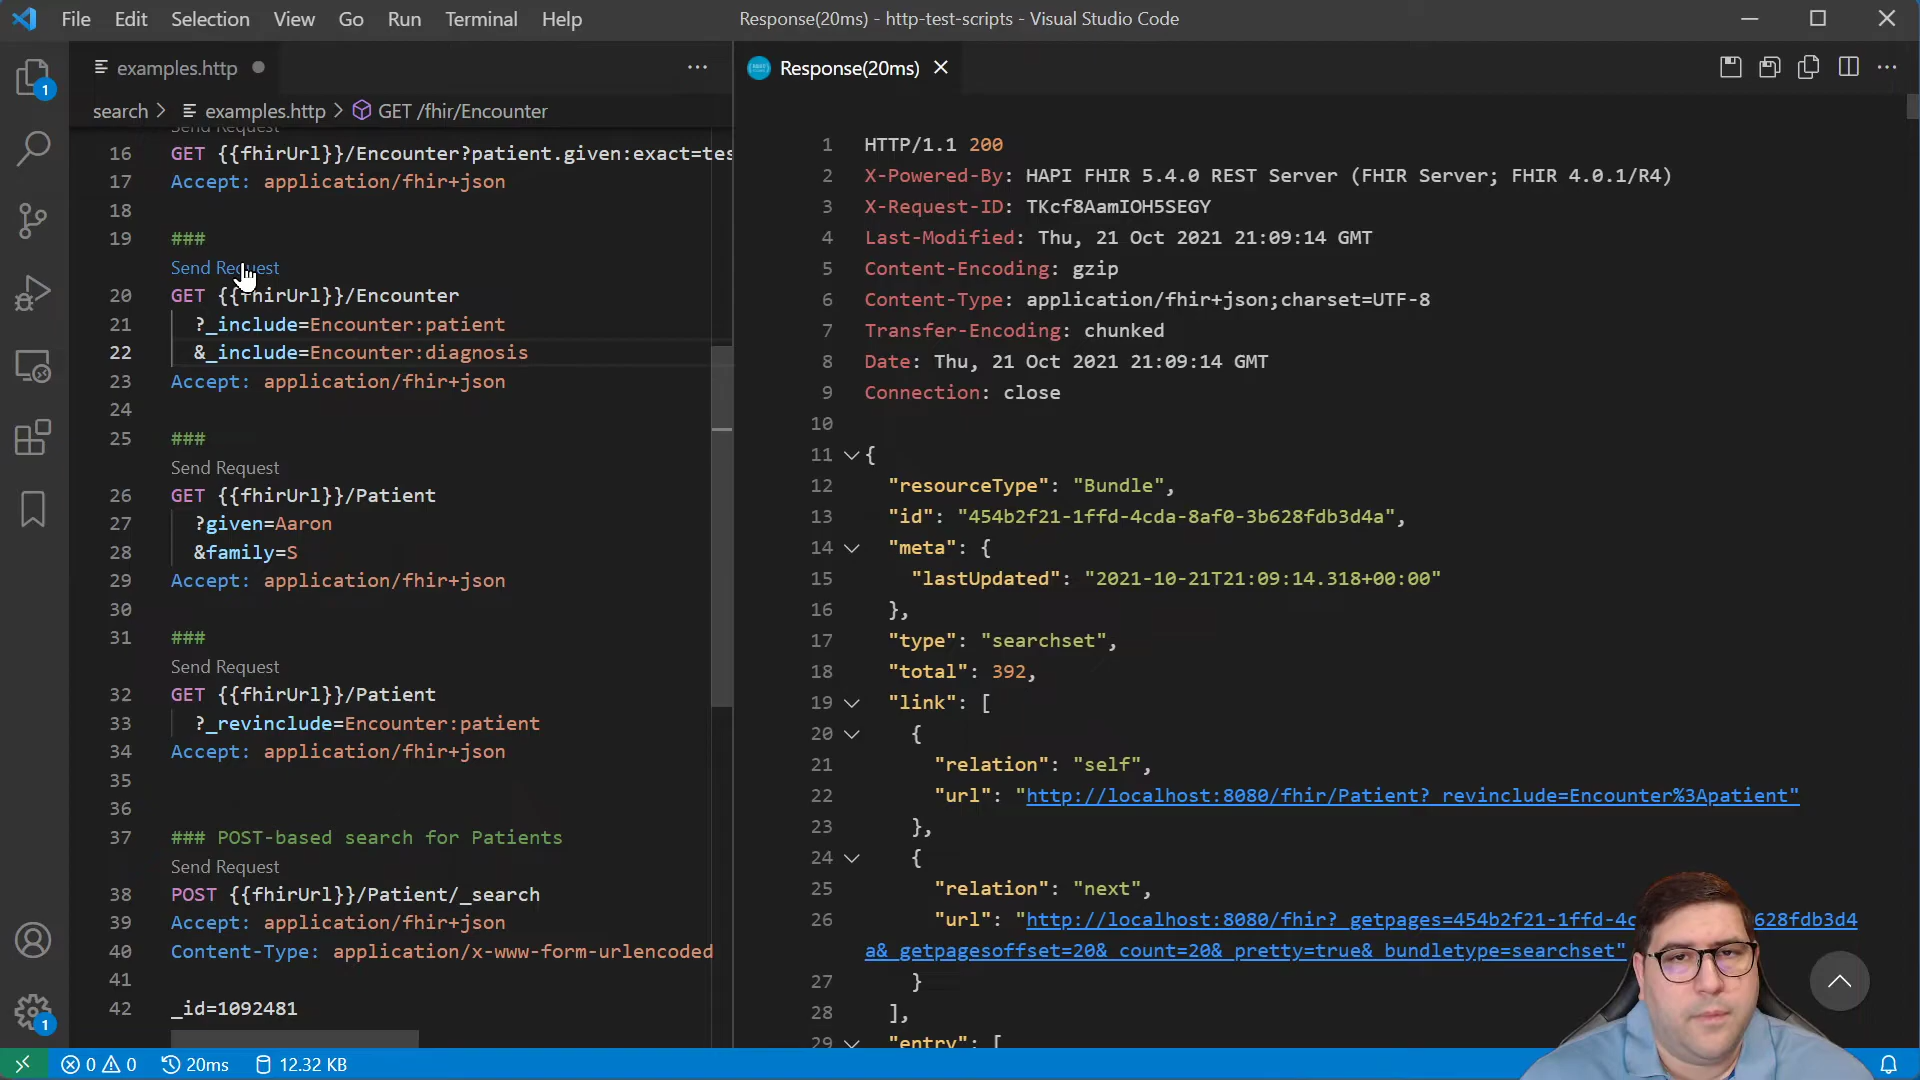 File Edit Selection View Go Run Terminal Help
Response(20ms) - http-test-scripts - Visual Studio Code
examples.http
Response(20ms)
search > examples.http > GET /fhir/Encounter
Send Request
16 GET {{fhirUrl}}/Encounter?patient.given:exact=tes
17 Accept: application/fhir+json
18
19 ###
Send Request
20 GET {{fhirUrl}}/Encounter
21 ?_include=Encounter:patient
22 &_include=Encounter:diagnosis
23 Accept: application/fhir+json
24
25 ###
Send Request
26 GET {{fhirUrl}}/Patient
27 ?given=Aaron
28 &family=S
29 Accept: application/fhir+json
30
31 ###
Send Request
32 GET {{fhirUrl}}/Patient
33 ?_revinclude=Encounter:patient
34 Accept: application/fhir+json
35
36
37 ### POST-based search for Patients
Send Request
38 POST {{fhirUrl}}/Patient/_search
39 Accept: application/fhir+json
40 Content-Type: application/x-www-form-urlencoded
41
42 _id=1092481
1 HTTP/1.1 200
2 X-Powered-By: HAPI FHIR 5.4.0 REST Server (FHIR Server; FHIR 4.0.1/R4)
3 X-Request-ID: TKcf8AamIOH5SEGY
4 Last-Modified: Thu, 21 Oct 2021 21:09:14 GMT
5 Content-Encoding: gzip
6 Content-Type: application/fhir+json;charset=UTF-8
7 Transfer-Encoding: chunked
8 Date: Thu, 21 Oct 2021 21:09:14 GMT
9 Connection: close
10
11 {
12 "resourceType": "Bundle",
13 "id": "454b2f21-1ffd-4cda-8af0-3b628fdb3d4a",
14 "meta": {
15 "lastUpdated": "2021-10-21T21:09:14.318+00:00"
16 },
17 "type": "searchset",
18 "total": 392,
19 "link": [
20 {
21 "relation": "self",
22 "url": "http://localhost:8080/fhir/Patient?_revinclude=Encounter%3Apatient"
23 },
24 {
25 "relation": "next",
26 "url": "http://localhost:8080/fhir?_getpages=454b2f21-1ffd-4c 628fdb3d4
a&_getpagesoffset=20&_count=20&_pretty=true&_bundletype=searchset"
27 }
28 ],
29 "entry": [
1
1
0 0 20ms 12.32 KB